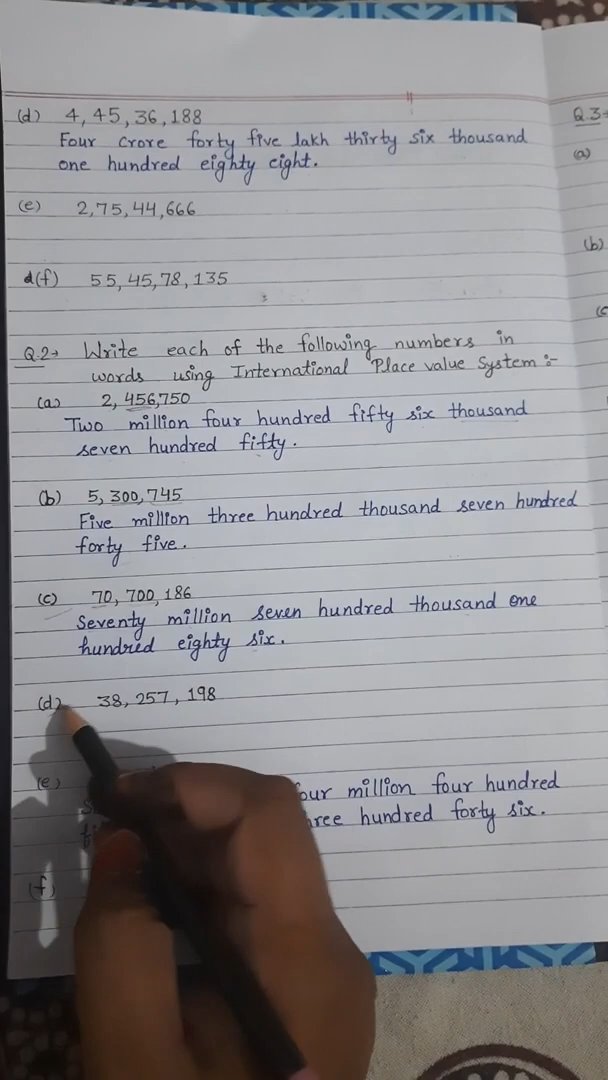 (d) 4, 45, 36, 188
Four crore forty five lakh thirty six thousand
one hundred eighty eight.
(e) 2,75,44,666
(f) 55,45,78,135
Q.2→ Write each of the following numbers in
words using International Place value System :-
(a) 2, 456,750
Two million four hundred fifty six thousand
seven hundred fifty.
(b) 5, 300,745
Five million three hundred thousand seven hundred
forty five.
(c) 70, 700, 186
Seventy million seven hundred thousand one
hundred eighty six.
(d) 38, 257, 198
(e)
four million four hundred
three hundred forty six.
(f)
Q.3→
(a)
(b)
(c